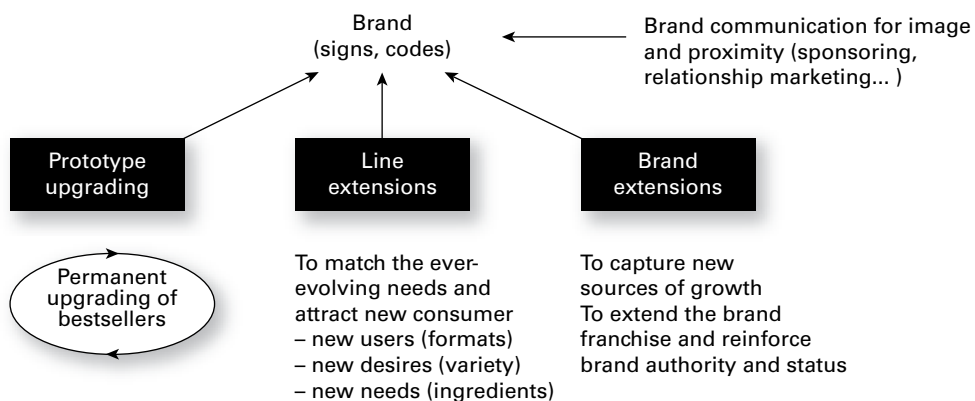 Brand
(signs, codes)
Brand communication for image
and proximity (sponsoring,
relationship marketing... )
Prototype
upgrading
Line
extensions
Brand
extensions
Permanent
upgrading of
bestsellers
To match the ever-
evolving needs and
attract new consumer
– new users (formats)
– new desires (variety)
– new needs (ingredients)
To capture new
sources of growth
To extend the brand
franchise and reinforce
brand authority and status